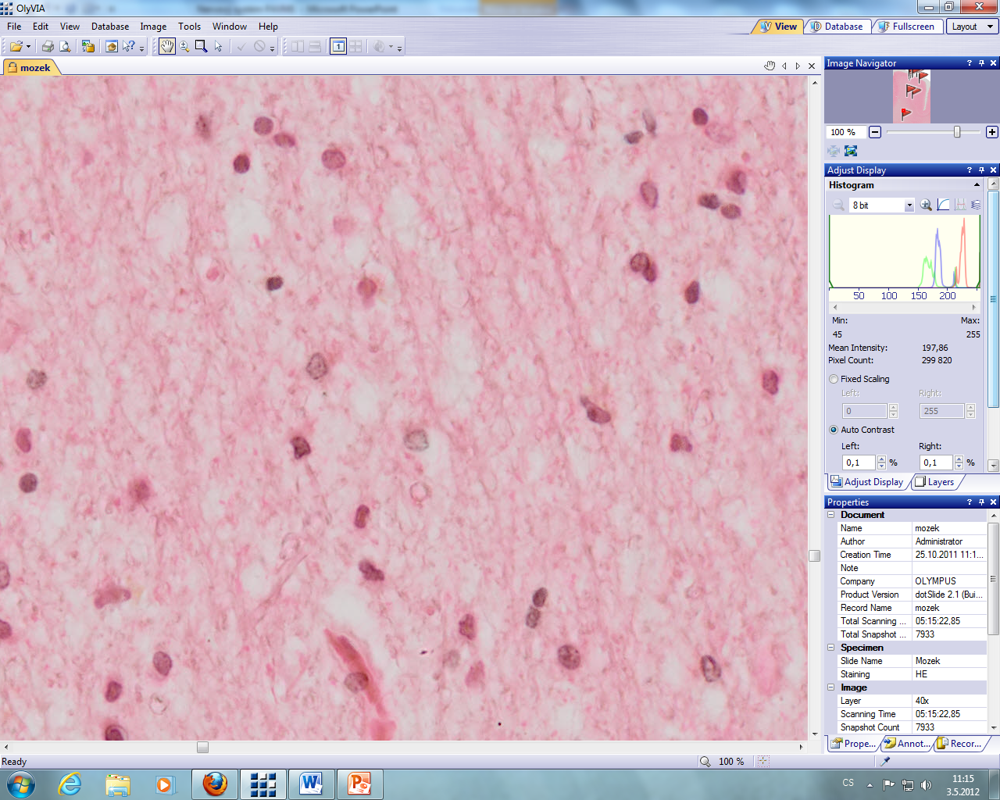 OlyVIA
File Edit View Database Image Tools Window Help
View Database Fullscreen Layout
1
mozek
Image Navigator
100 %
Adjust Display
Histogram
8 bit
50 100 150 200
Min: Max:
45 255
Mean Intensity: 197,86
Pixel Count: 299 820
Fixed Scaling
Left: Right:
0 255
Auto Contrast
Left: Right:
0,1 % 0,1 %
Adjust Display Layers
Properties
Document
Name mozek
Author Administrator
Creation Time 25.10.2011 11:1...
Note
Company OLYMPUS
Product Version dotSlide 2.1 (Bui...
Record Name mozek
Total Scanning ... 05:15:22,85
Total Snapshot ... 7933
Specimen
Slide Name Mozek
Staining HE
Image
Layer 40x
Scanning Time 05:15:22,85
Snapshot Count 7933
Prope... Annot... Recor...
Ready 100 %
CS 11:15
3.5.2012